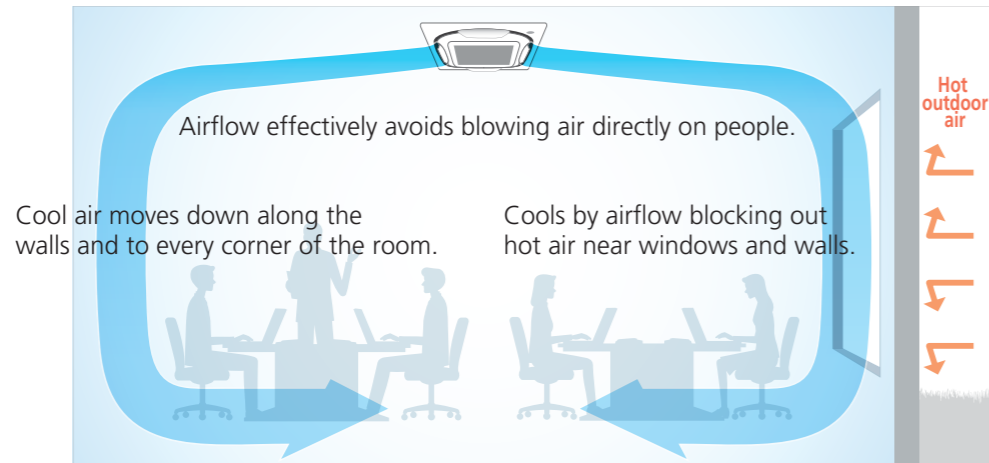 Hot
outdoor
air
Airflow effectively avoids blowing air directly on people.
Cool air moves down along the
walls and to every corner of the room.
Cools by airflow blocking out
hot air near windows and walls.